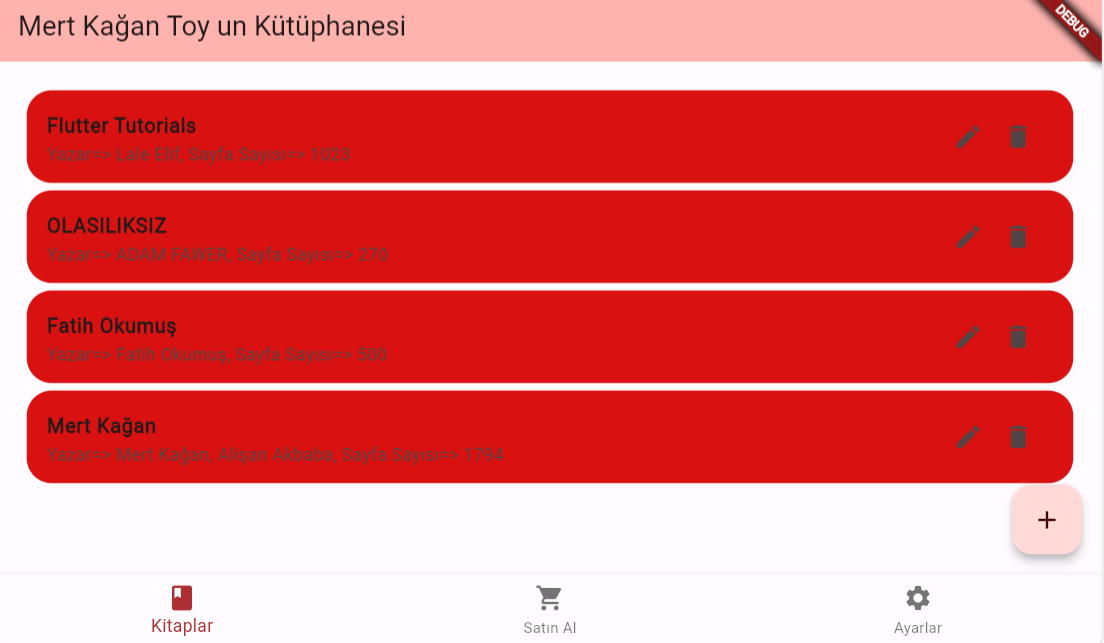 Mert Kağan Toy un Kütüphanesi
DEBUG
Flutter Tutorials
Yazar=> Lale Elif, Sayfa Sayısı=> 1023
OLASILIKSIZ
Yazar=> ADAM FAWER, Sayfa Sayısı=> 270
Fatih Okumuş
Yazar=> Fatih Okumuş, Sayfa Sayısı=> 500
Mert Kağan
Yazar=> Mert Kağan, Alişan Akbaba, Sayfa Sayısı=> 1794
Kitaplar
Satın Al
Ayarlar